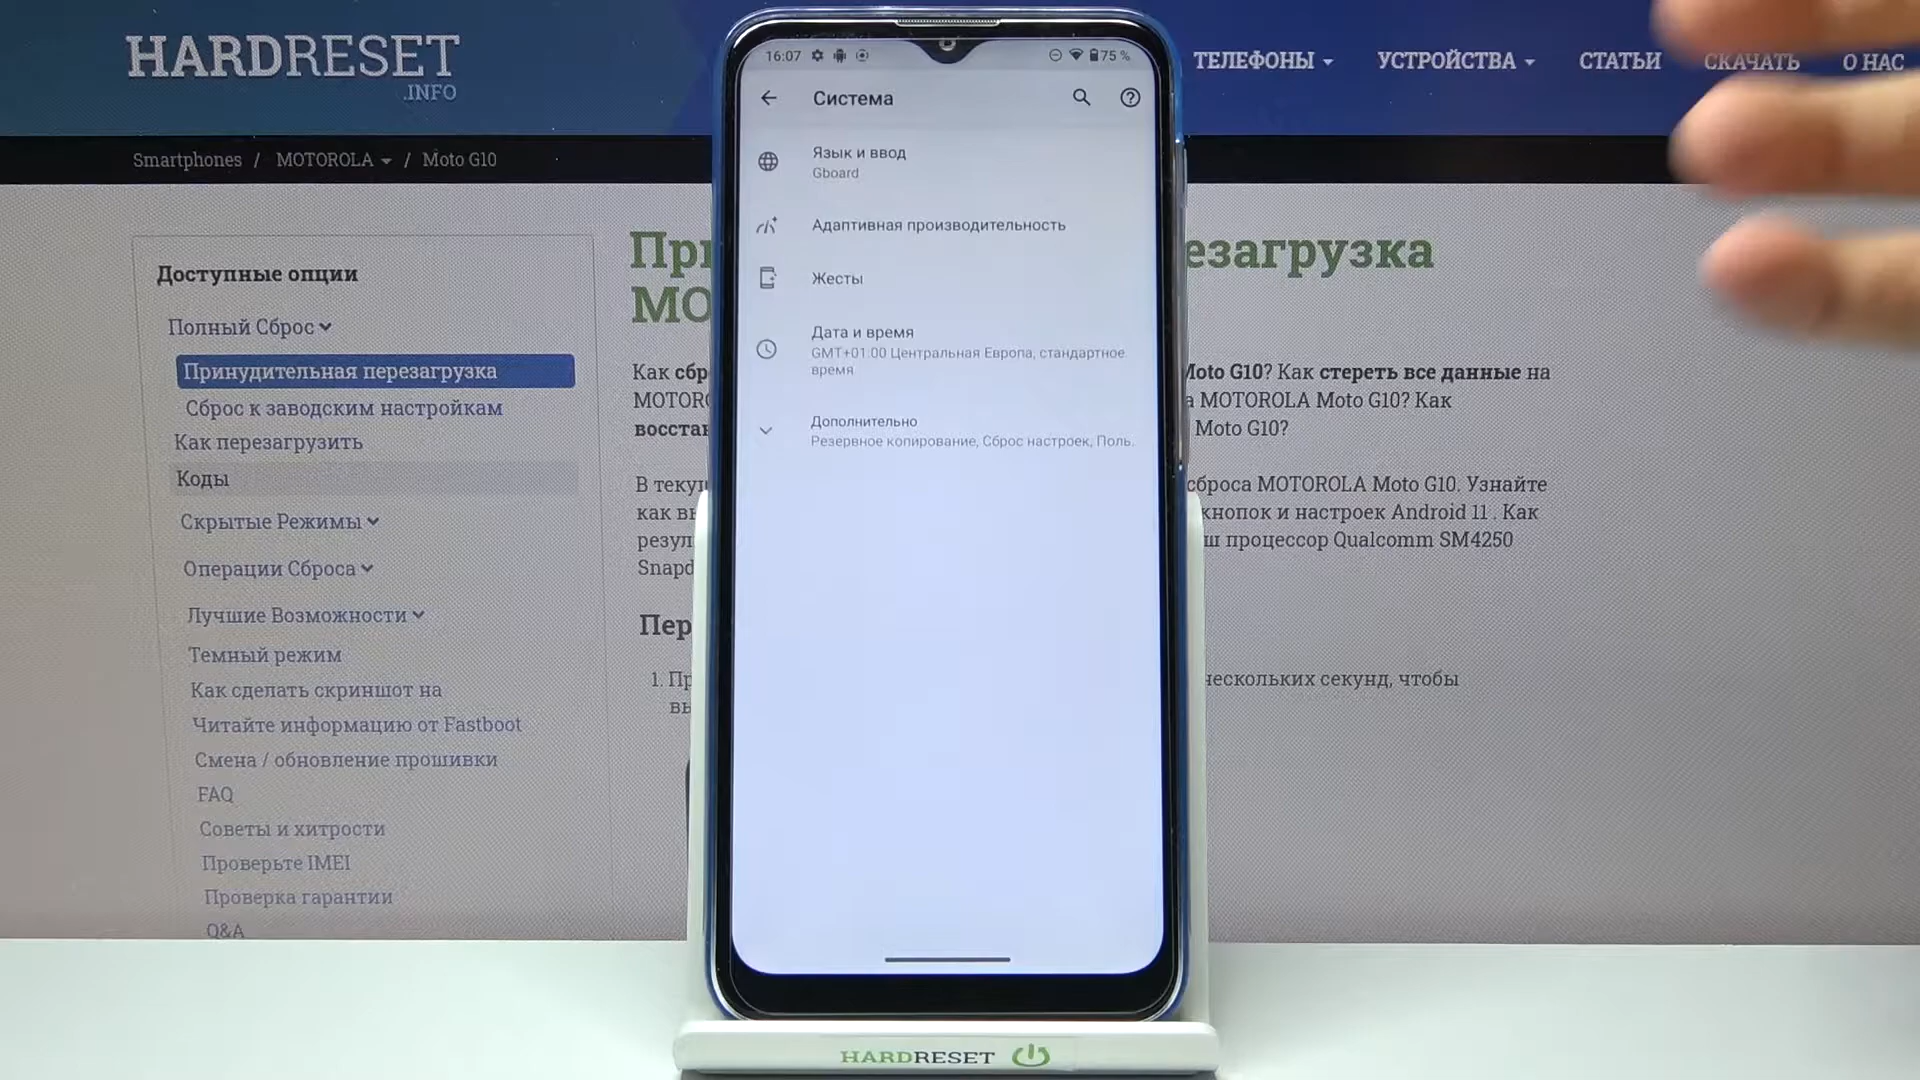 HARDRESET
.INFO
ТЕЛЕФОНЫ УСТРОЙСТВА СТАТЬИ СКАЧАТЬ О НАС
Smartphones / MOTOROLA / Moto G10
Доступные опции
Полный Сброс
Принудительная перезагрузка
Сброс к заводским настройкам
Как перезагрузить
Коды
Скрытые Режимы
Операции Сброса
Лучшие Возможности
Темный режим
Как сделать скриншот на
Читайте информацию от Fastboot
Смена / обновление прошивки
FAQ
Советы и хитрости
Проверьте IMEI
Проверка гарантии
Q&A
16:07 75 %
Система
Язык и ввод
Gboard
Адаптивная производительность
Жесты
Дата и время
GMT+01:00 Центральная Европа, стандартное
время
Дополнительно
Резервное копирование, Сброс настроек, Поль.
Moto G10? Как стереть все данные на
MOTOROLA Moto G10? Как
Moto G10?
сброса MOTOROLA Moto G10. Узнайте
кнопок и настроек Android 11 . Как
процессор Qualcomm SM4250
нескольких секунд, чтобы
HARDRESET